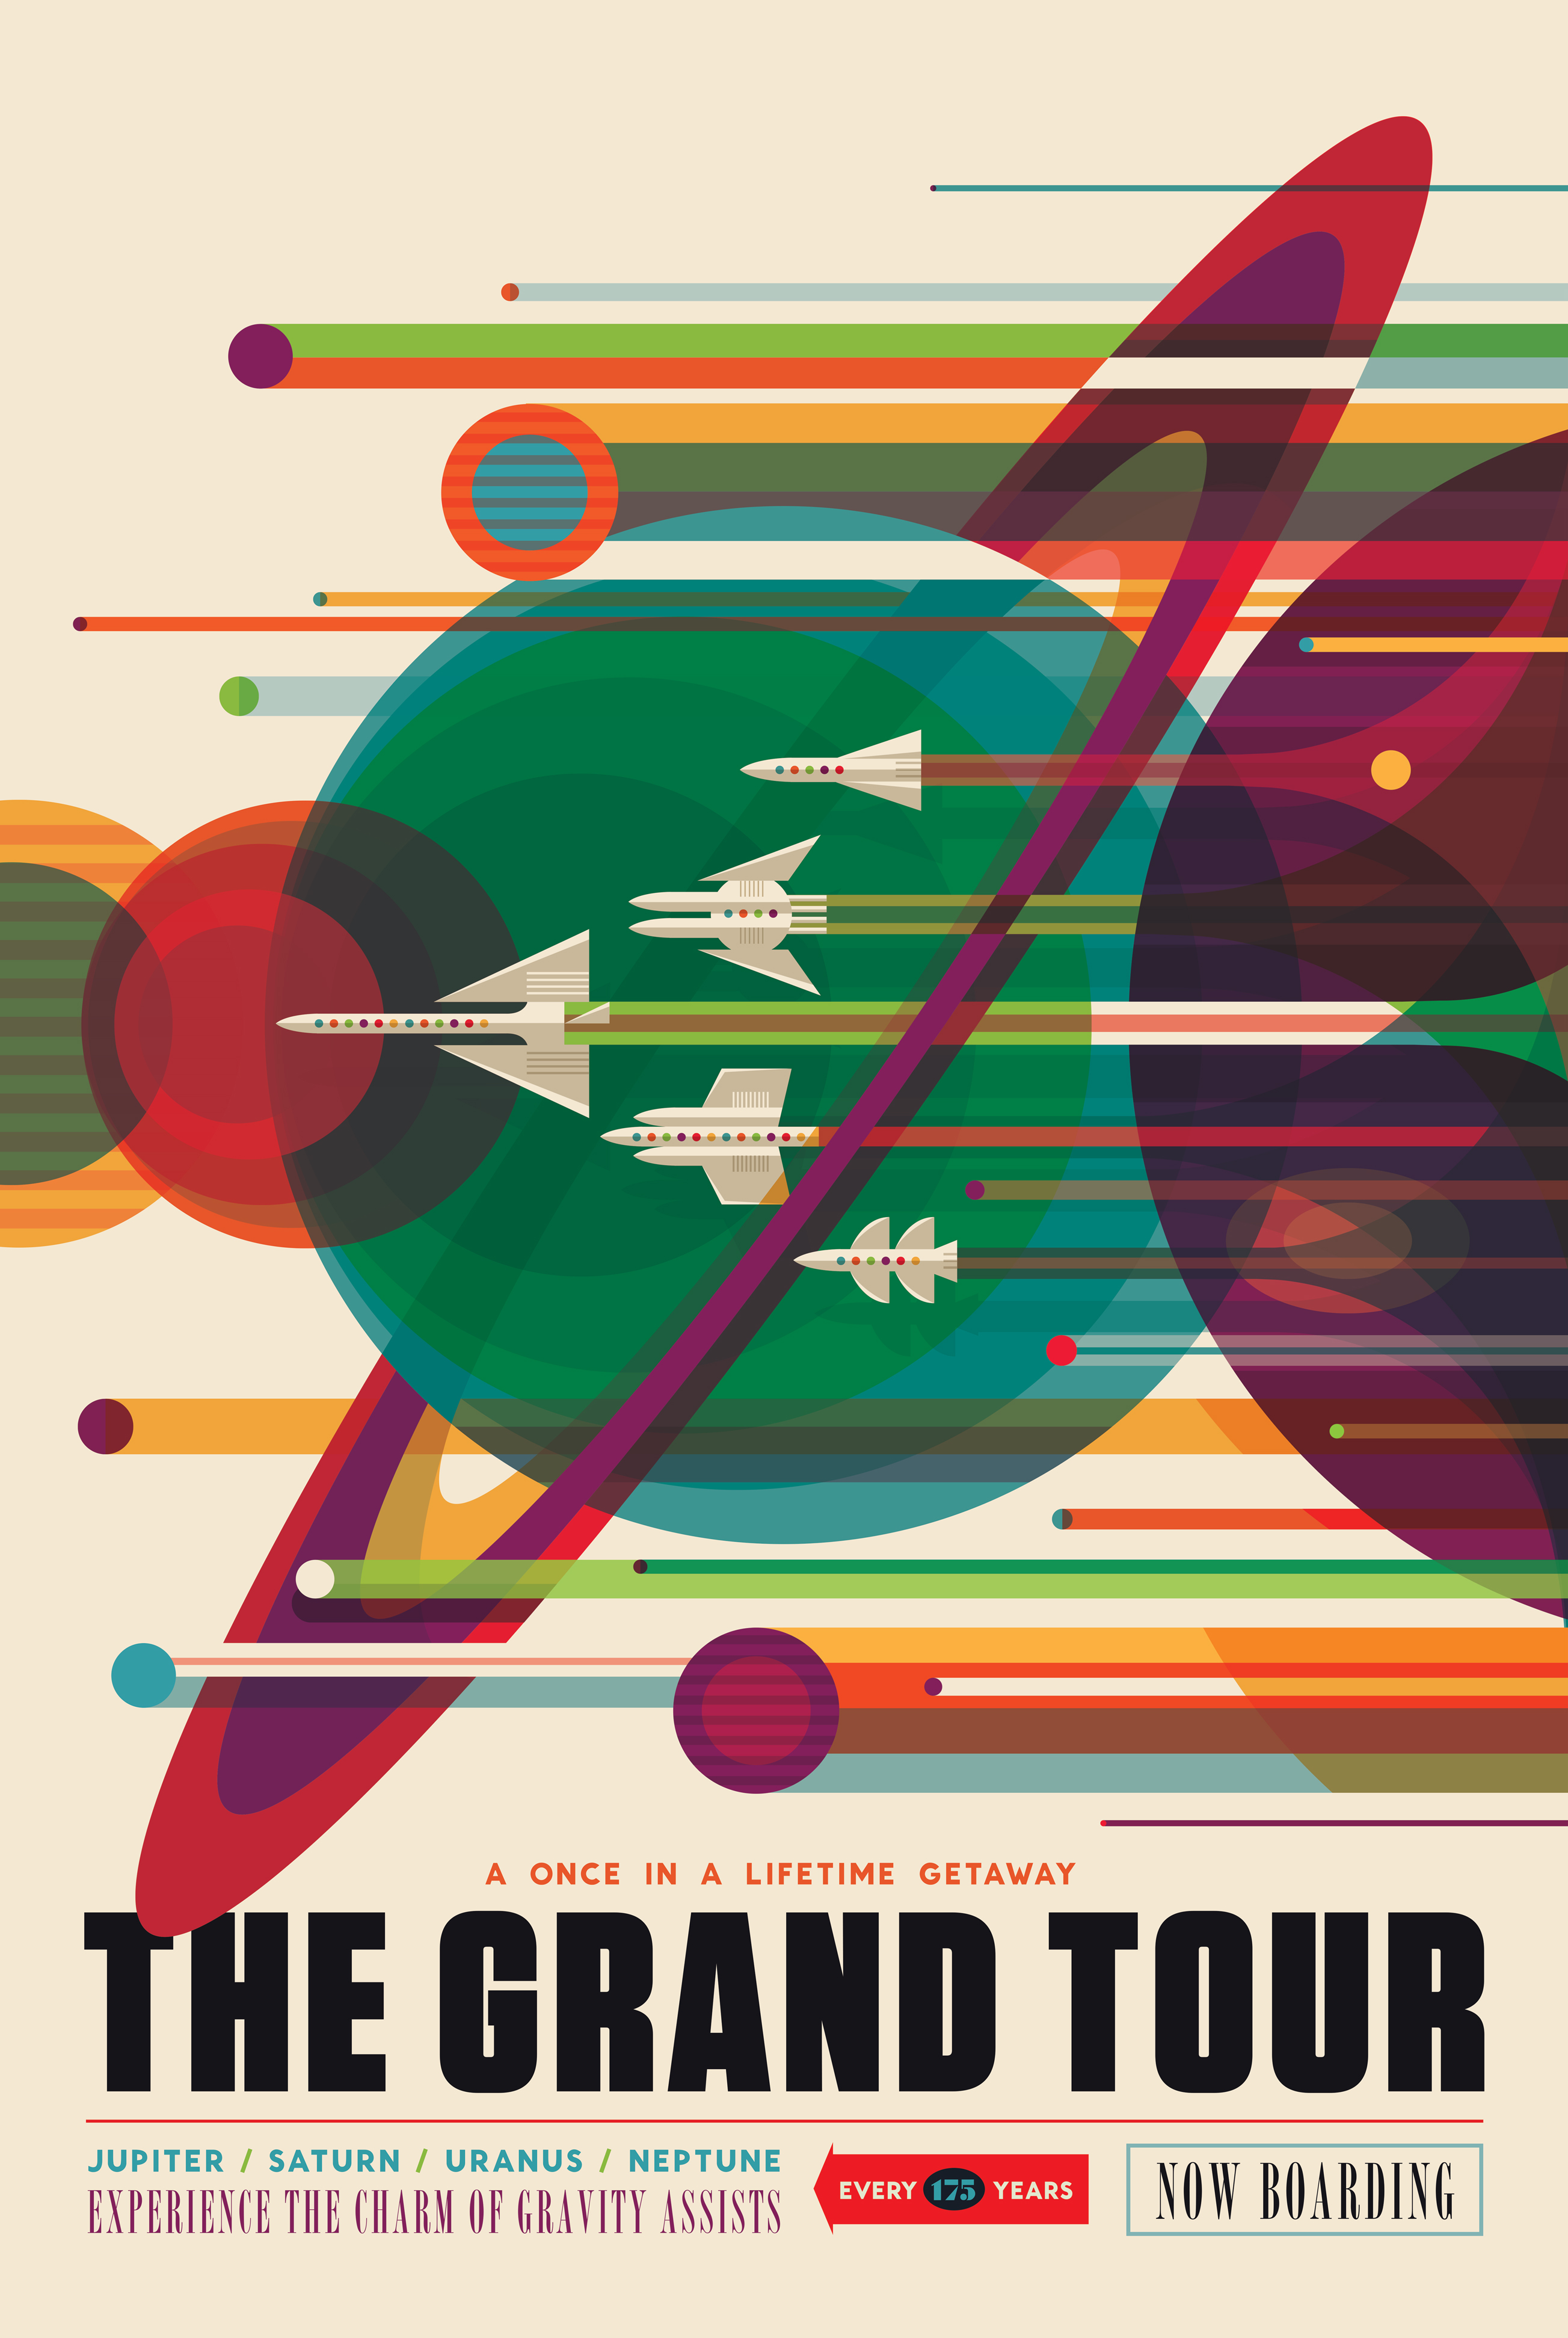 A ONCE IN A LIFETIME GETAWAY
THE GRAND TOUR
JUPITER / SATURN / URANUS / NEPTUNE
EXPERIENCE THE CHARM OF GRAVITY ASSISTS
EVERY 175 YEARS
NOW BOARDING